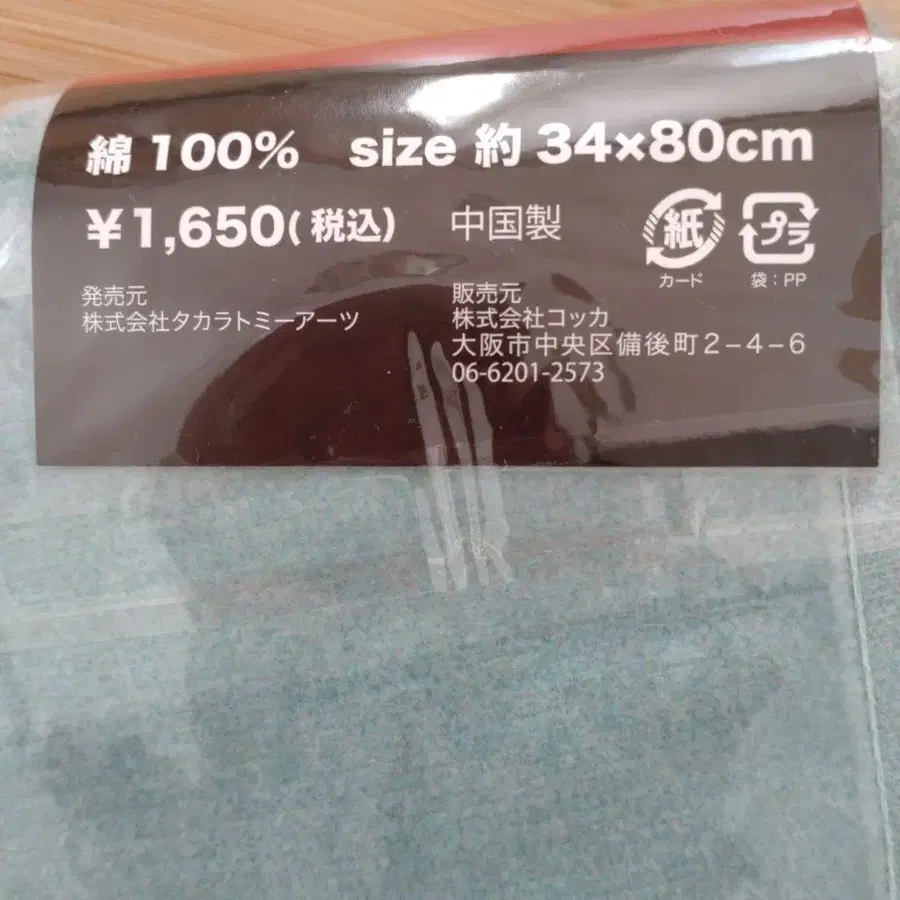 綿 100% size 約 34×80cm
¥1,650(税込) 中国製
紙 プラ
カード 袋:PP
発売元
株式会社タカラトミーアーツ
販売元
株式会社コッカ
大阪市中央区備後町2-4-6
06-6201-2573